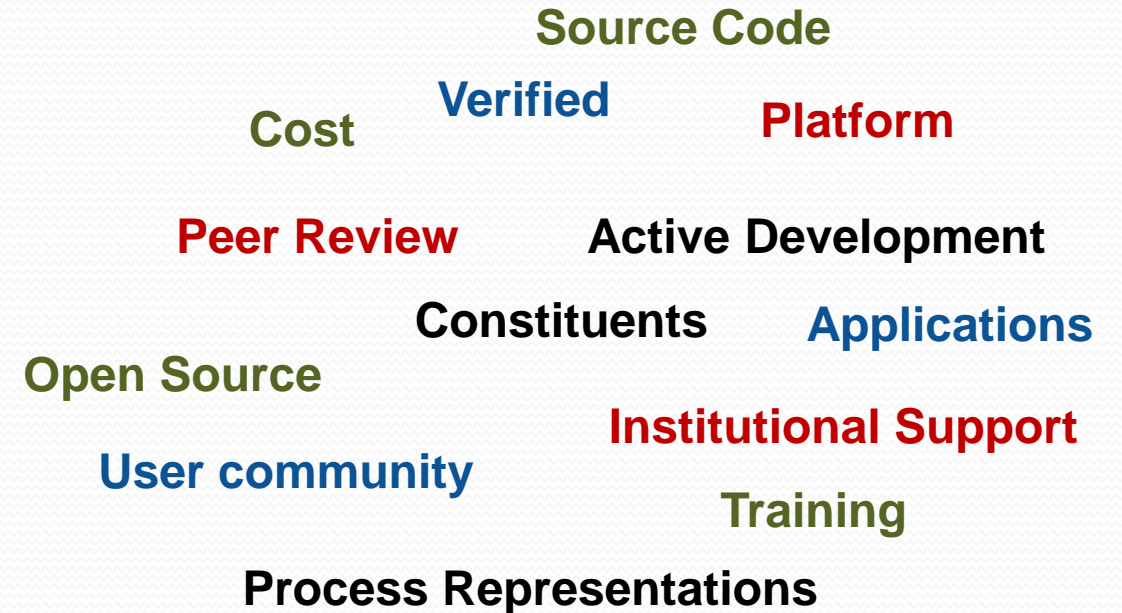 Source Code
Verified
Cost
Platform
Peer Review
Active Development
Constituents
Applications
Open Source
Institutional Support
User community
Training
Process Representations